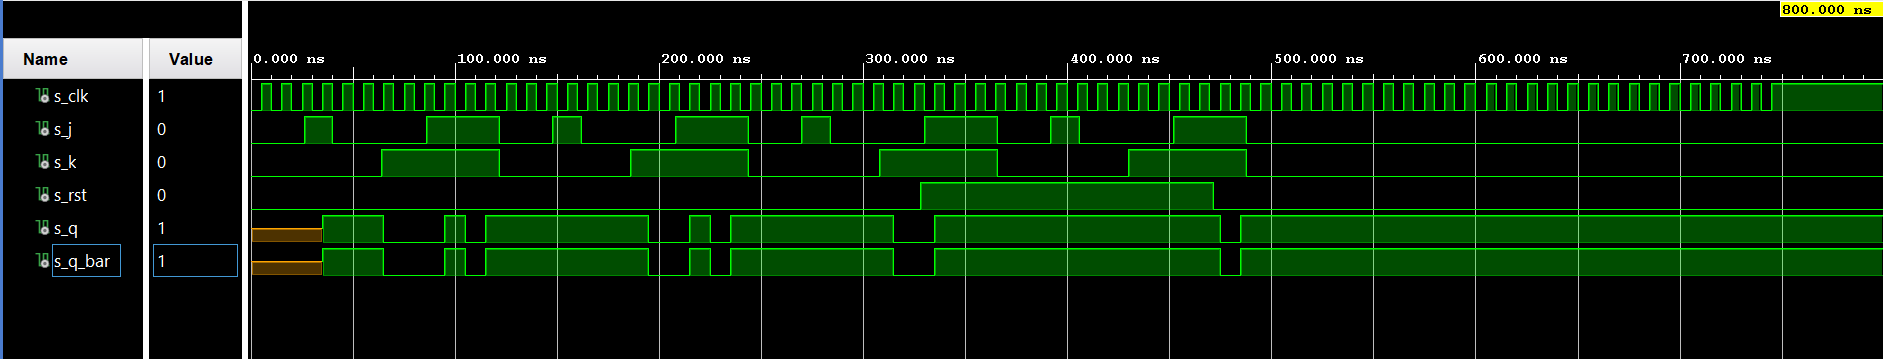 800.000 ns
Name Value
0.000 ns 100.000 ns 200.000 ns 300.000 ns 400.000 ns 500.000 ns 600.000 ns 700.000 ns
s_clk 1
s_j 0
s_k 0
s_rst 0
s_q 1
s_q_bar 1